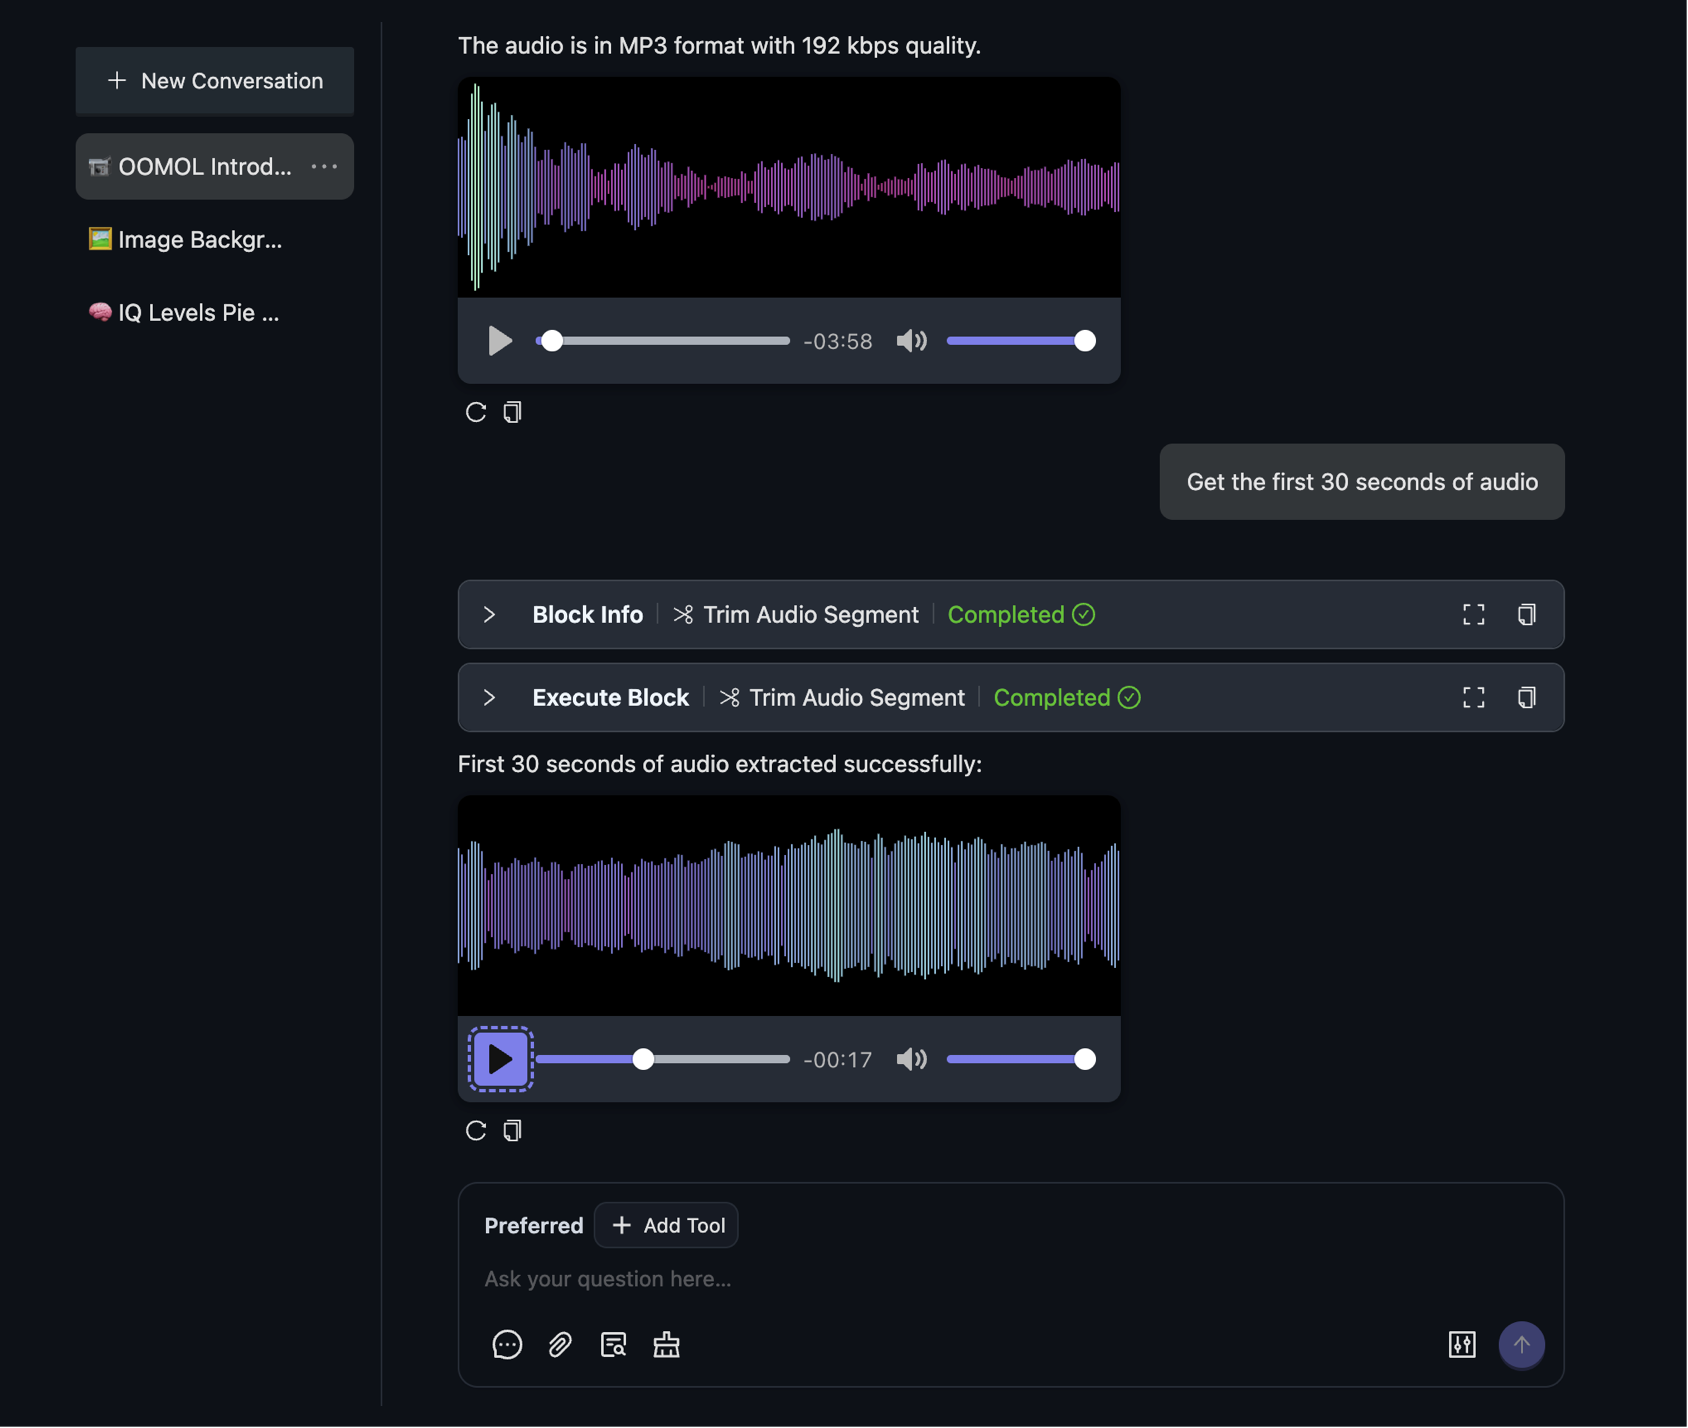 New Conversation
OOMOL Introd...
Image Backgr...
IQ Levels Pie ...
The audio is in MP3 format with 192 kbps quality.
-03:58
Get the first 30 seconds of audio
Block Info Trim Audio Segment Completed
Execute Block Trim Audio Segment Completed
First 30 seconds of audio extracted successfully:
-00:17
Preferred + Add Tool
Ask your question here...